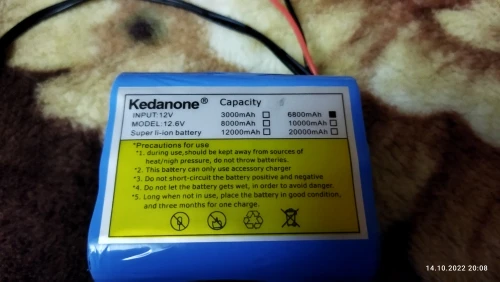 Kedanone® Capacity
INPUT:12V 3000mAh □ 6800mAh ■
MODEL:12.6V 8000mAh □ 10000mAh □
Super li-ion battery 12000mAh □ 20000mAh □
*Precautions for use
*1. during use,should be kept away from sources of
heat/nigh pressure, do not throw batteries.
*2. This battery can only use accessory charger
*3. Do not short-circuit the battery positive and negative
*4. Do not let the battery gets wet, in order to avoid danger.
*5. Long when not in use, place the battery in good condition,
and three months for one charge.
14.10.2022 20:08